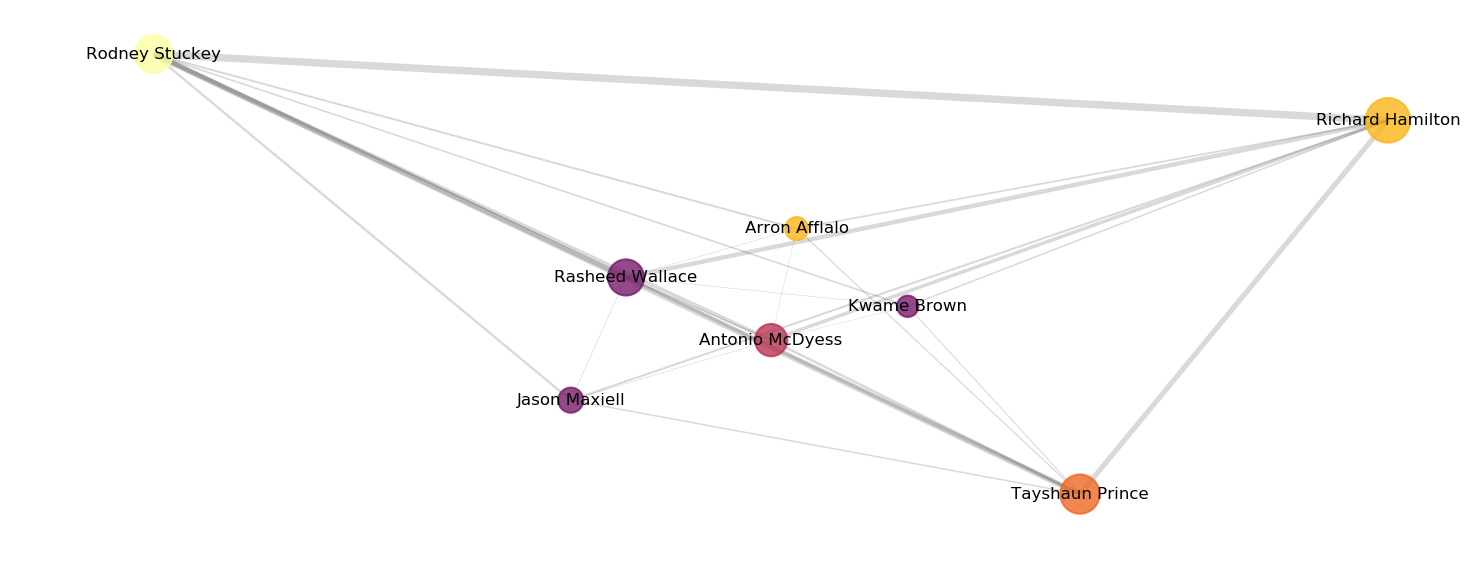 Rodney Stuckey
Richard Hamilton
Arron Afflalo
Rasheed Wallace
Kwame Brown
Antonio McDyess
Jason Maxiell
Tayshaun Prince